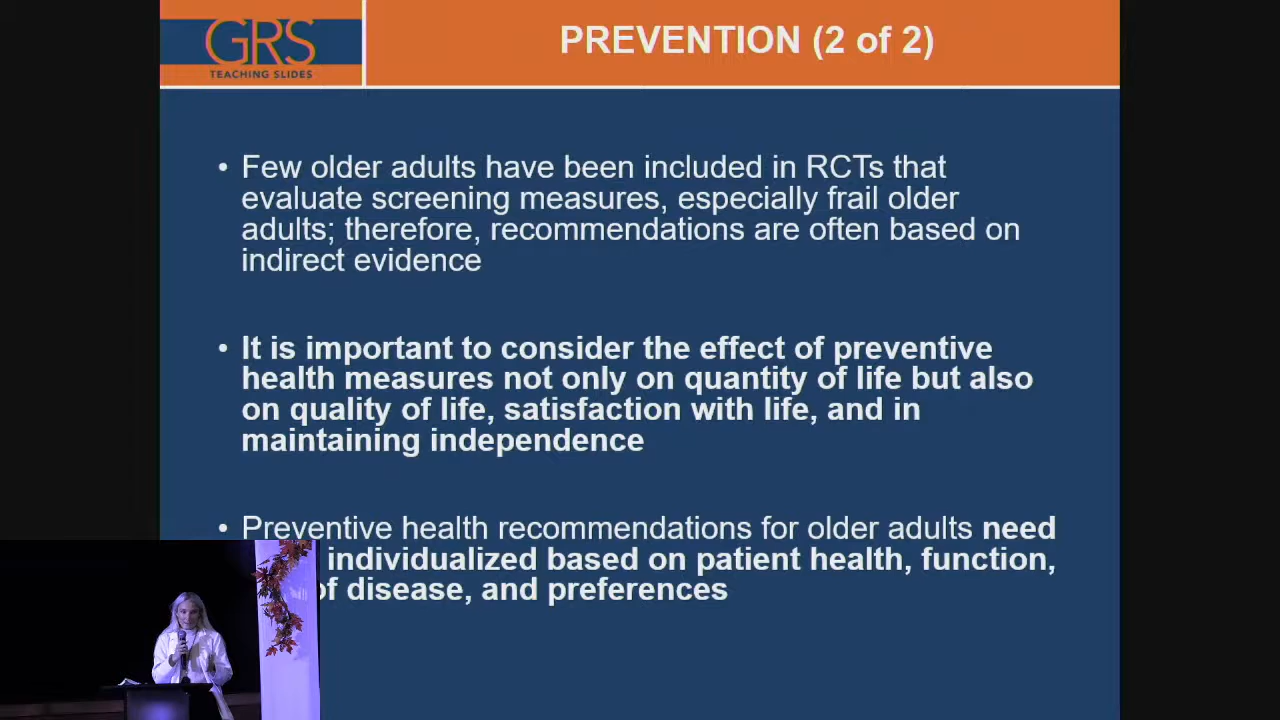 GRS
TEACHING SLIDES
PREVENTION (2 of 2)
• Few older adults have been included in RCTs that
evaluate screening measures, especially frail older
adults; therefore, recommendations are often based on
indirect evidence
• It is important to consider the effect of preventive
health measures not only on quantity of life but also
on quality of life, satisfaction with life, and in
maintaining independence
• Preventive health recommendations for older adults need
individualized based on patient health, function,
of disease, and preferences